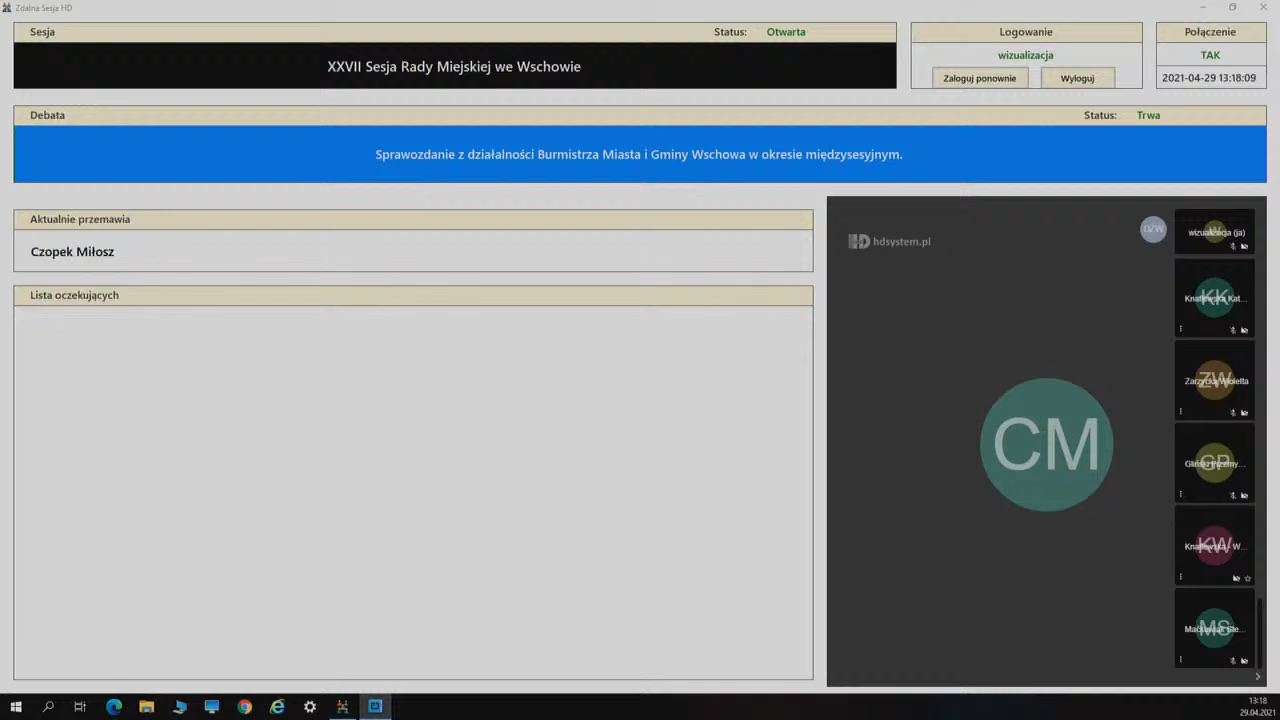 Zdalna Sesja HD
Sesja
Status: Otwarta
XXVII Sesja Rady Miejskiej we Wschowie
Logowanie
wizualizacja
Zaloguj ponownie
Wyloguj
Połączenie
TAK
2021-04-29 13:18:09
Debata
Status: Trwa
Sprawozdanie z działalności Burmistrza Miasta i Gminy Wschowa w okresie międzysesyjnym.
Aktualnie przemawia
Czopek Miłosz
Lista oczekujących
HD hdsystem.pl
CM
wizualizacja (ja)
KK
ZW
Zarzycka Wioletta
GP
KW
MS
13:18
29.04.2021